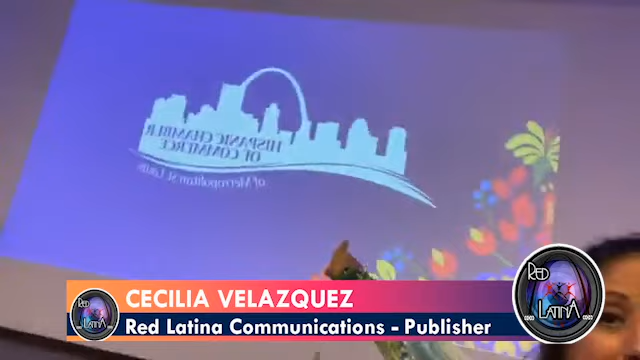 HISPANIC CHAMBER
OF COMMERCE
of Metropolitan St. Louis
RED
LATINA
CECILIA VELAZQUEZ
Red Latina Communications - Publisher
RED
LATINA